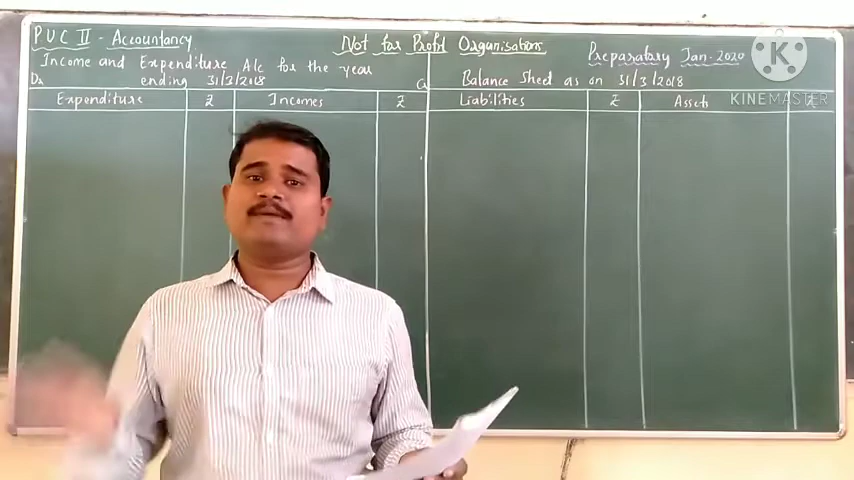 PUC II - Accountancy
Not for Profit Organisations
Preparatory Jan-2020
Income and Expenditure A/c for the year
ending 31/3/2018
Dr
Cr
Balance Sheet as on 31/3/2018
Expenditure ₹ Incomes ₹
Liabilities ₹ Assets
K
KINEMASTER